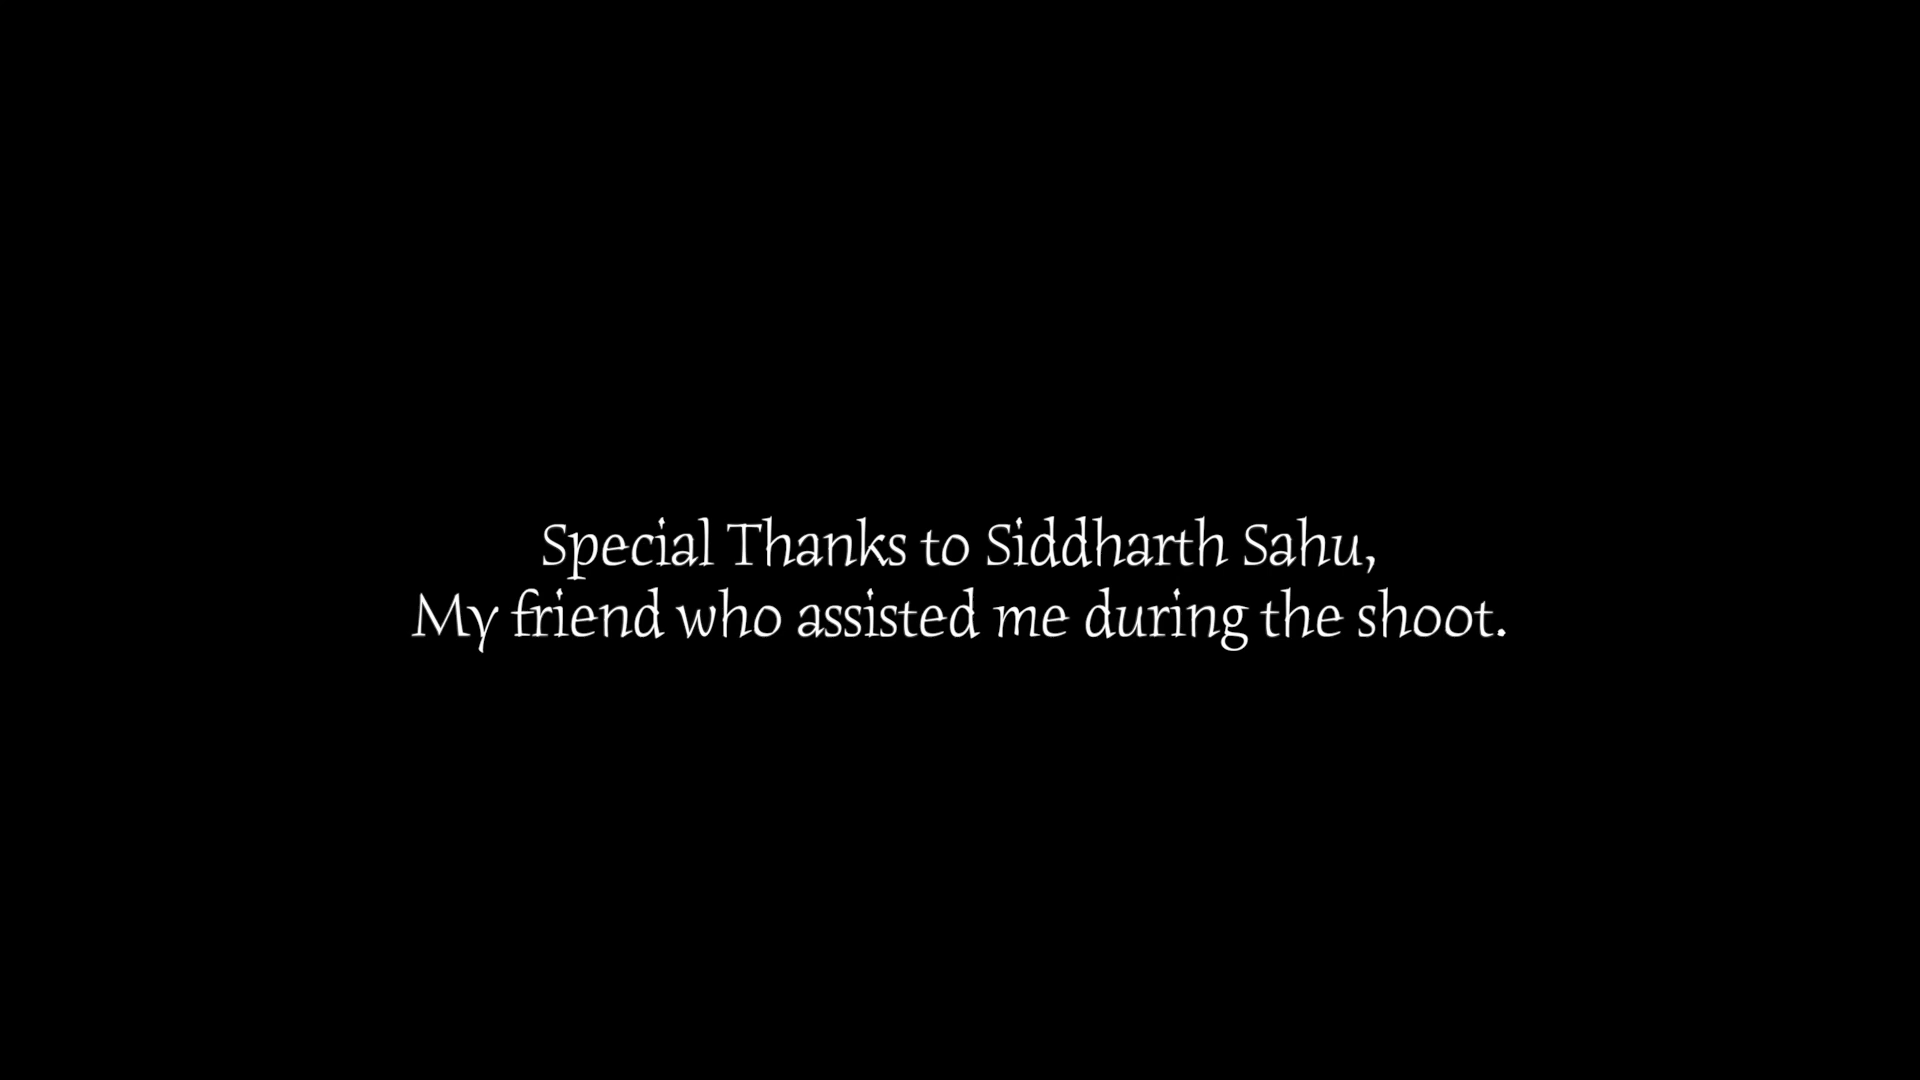 Special Thanks to Siddharth Sahu,
My friend who assisted me during the shoot.